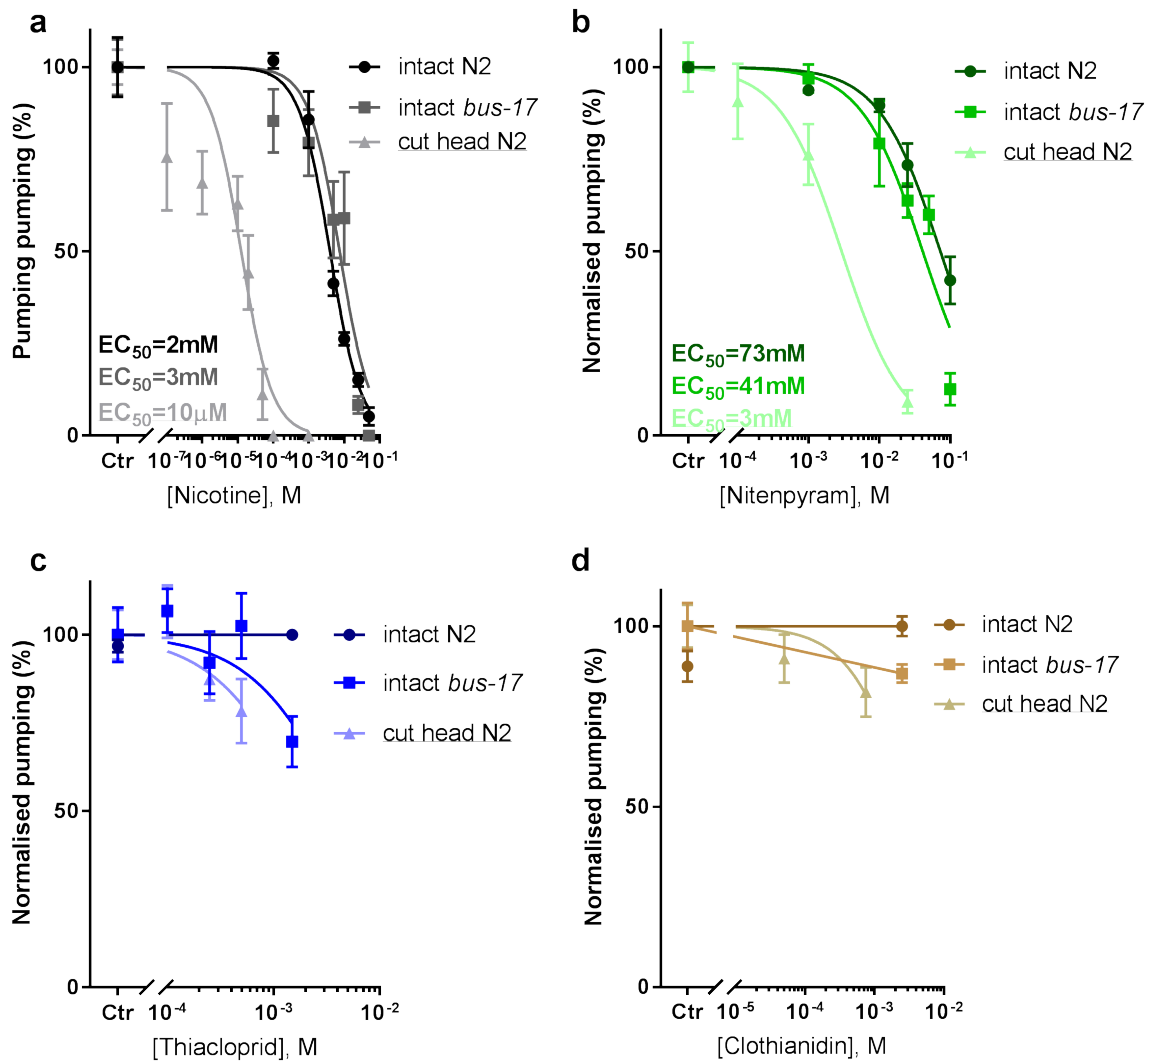 a
Pumping pumping (%)
100
50
0
intact N2
intact bus-17
cut head N2
EC50=2mM
EC50=3mM
EC50=10μM
Ctr 10-7 10-6 10-5 10-4 10-3 10-2 10-1
[Nicotine], M
b
Normalised pumping (%)
100
50
0
intact N2
intact bus-17
cut head N2
EC50=73mM
EC50=41mM
EC50=3mM
Ctr 10-4 10-3 10-2 10-1
[Nitenpyram], M
c
Normalised pumping (%)
100
50
0
intact N2
intact bus-17
cut head N2
Ctr 10-4 10-3 10-2
[Thiacloprid], M
d
Normalised pumping (%)
100
50
0
intact N2
intact bus-17
cut head N2
Ctr 10-5 10-4 10-3 10-2
[Clothianidin], M